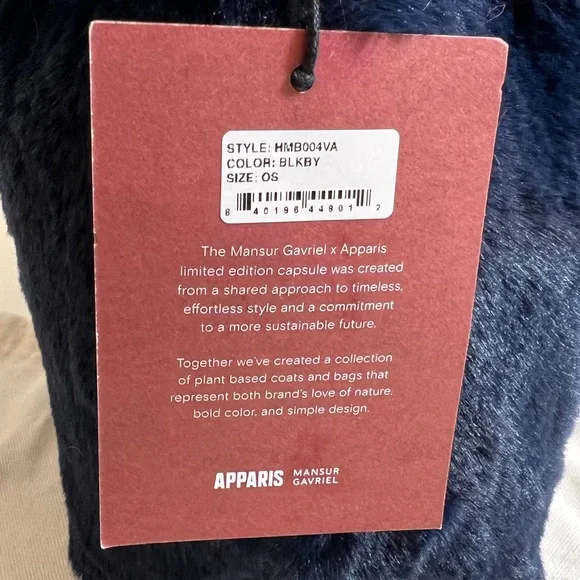 STYLE: HMB004VA
COLOR: BLKBY
SIZE: OS
8 40196 44901 2
The Mansur Gavriel x Apparis
limited edition capsule was created
from a shared approach to timeless,
effortless style and a commitment
to a more sustainable future.
Together we've created a collection
of plant based coats and bags that
represent both brand's love of nature,
bold color, and simple design.
APPARIS MANSUR
GAVRIEL